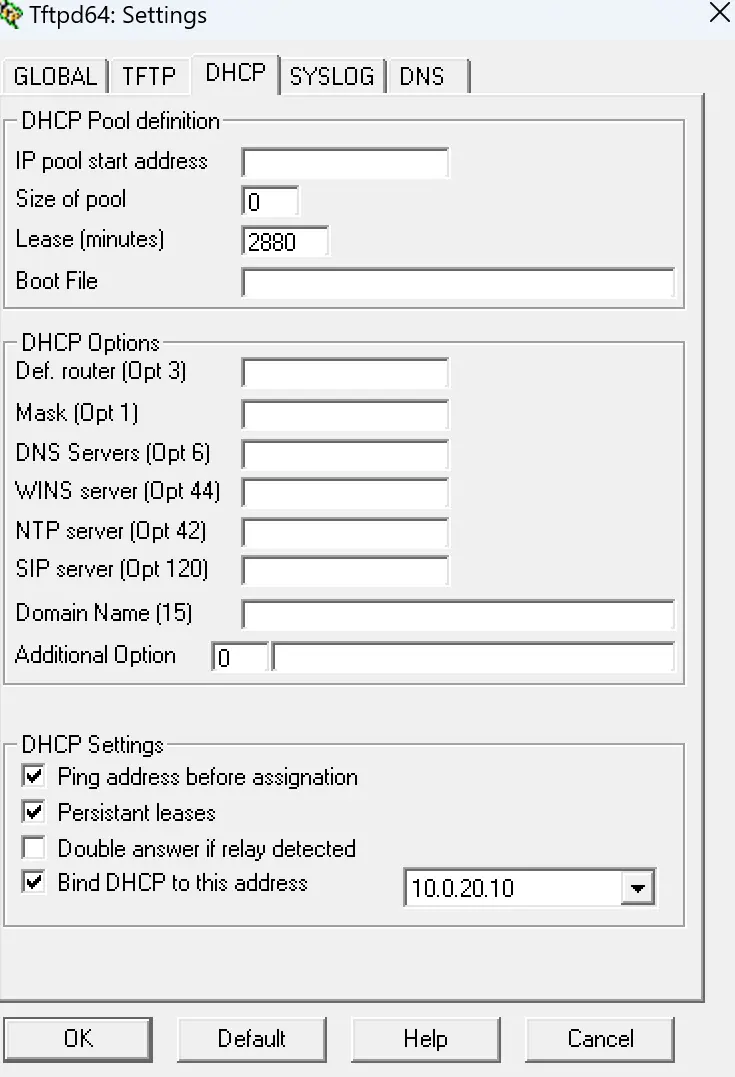 Tftpd64: Settings
GLOBAL TFTP DHCP SYSLOG DNS
DHCP Pool definition
IP pool start address
Size of pool 0
Lease (minutes) 2880
Boot File
DHCP Options
Def. router (Opt 3)
Mask (Opt 1)
DNS Servers (Opt 6)
WINS server (Opt 44)
NTP server (Opt 42)
SIP server (Opt 120)
Domain Name (15)
Additional Option 0
DHCP Settings
Ping address before assignation
Persistant leases
Double answer if relay detected
Bind DHCP to this address 10.0.20.10
OK Default Help Cancel